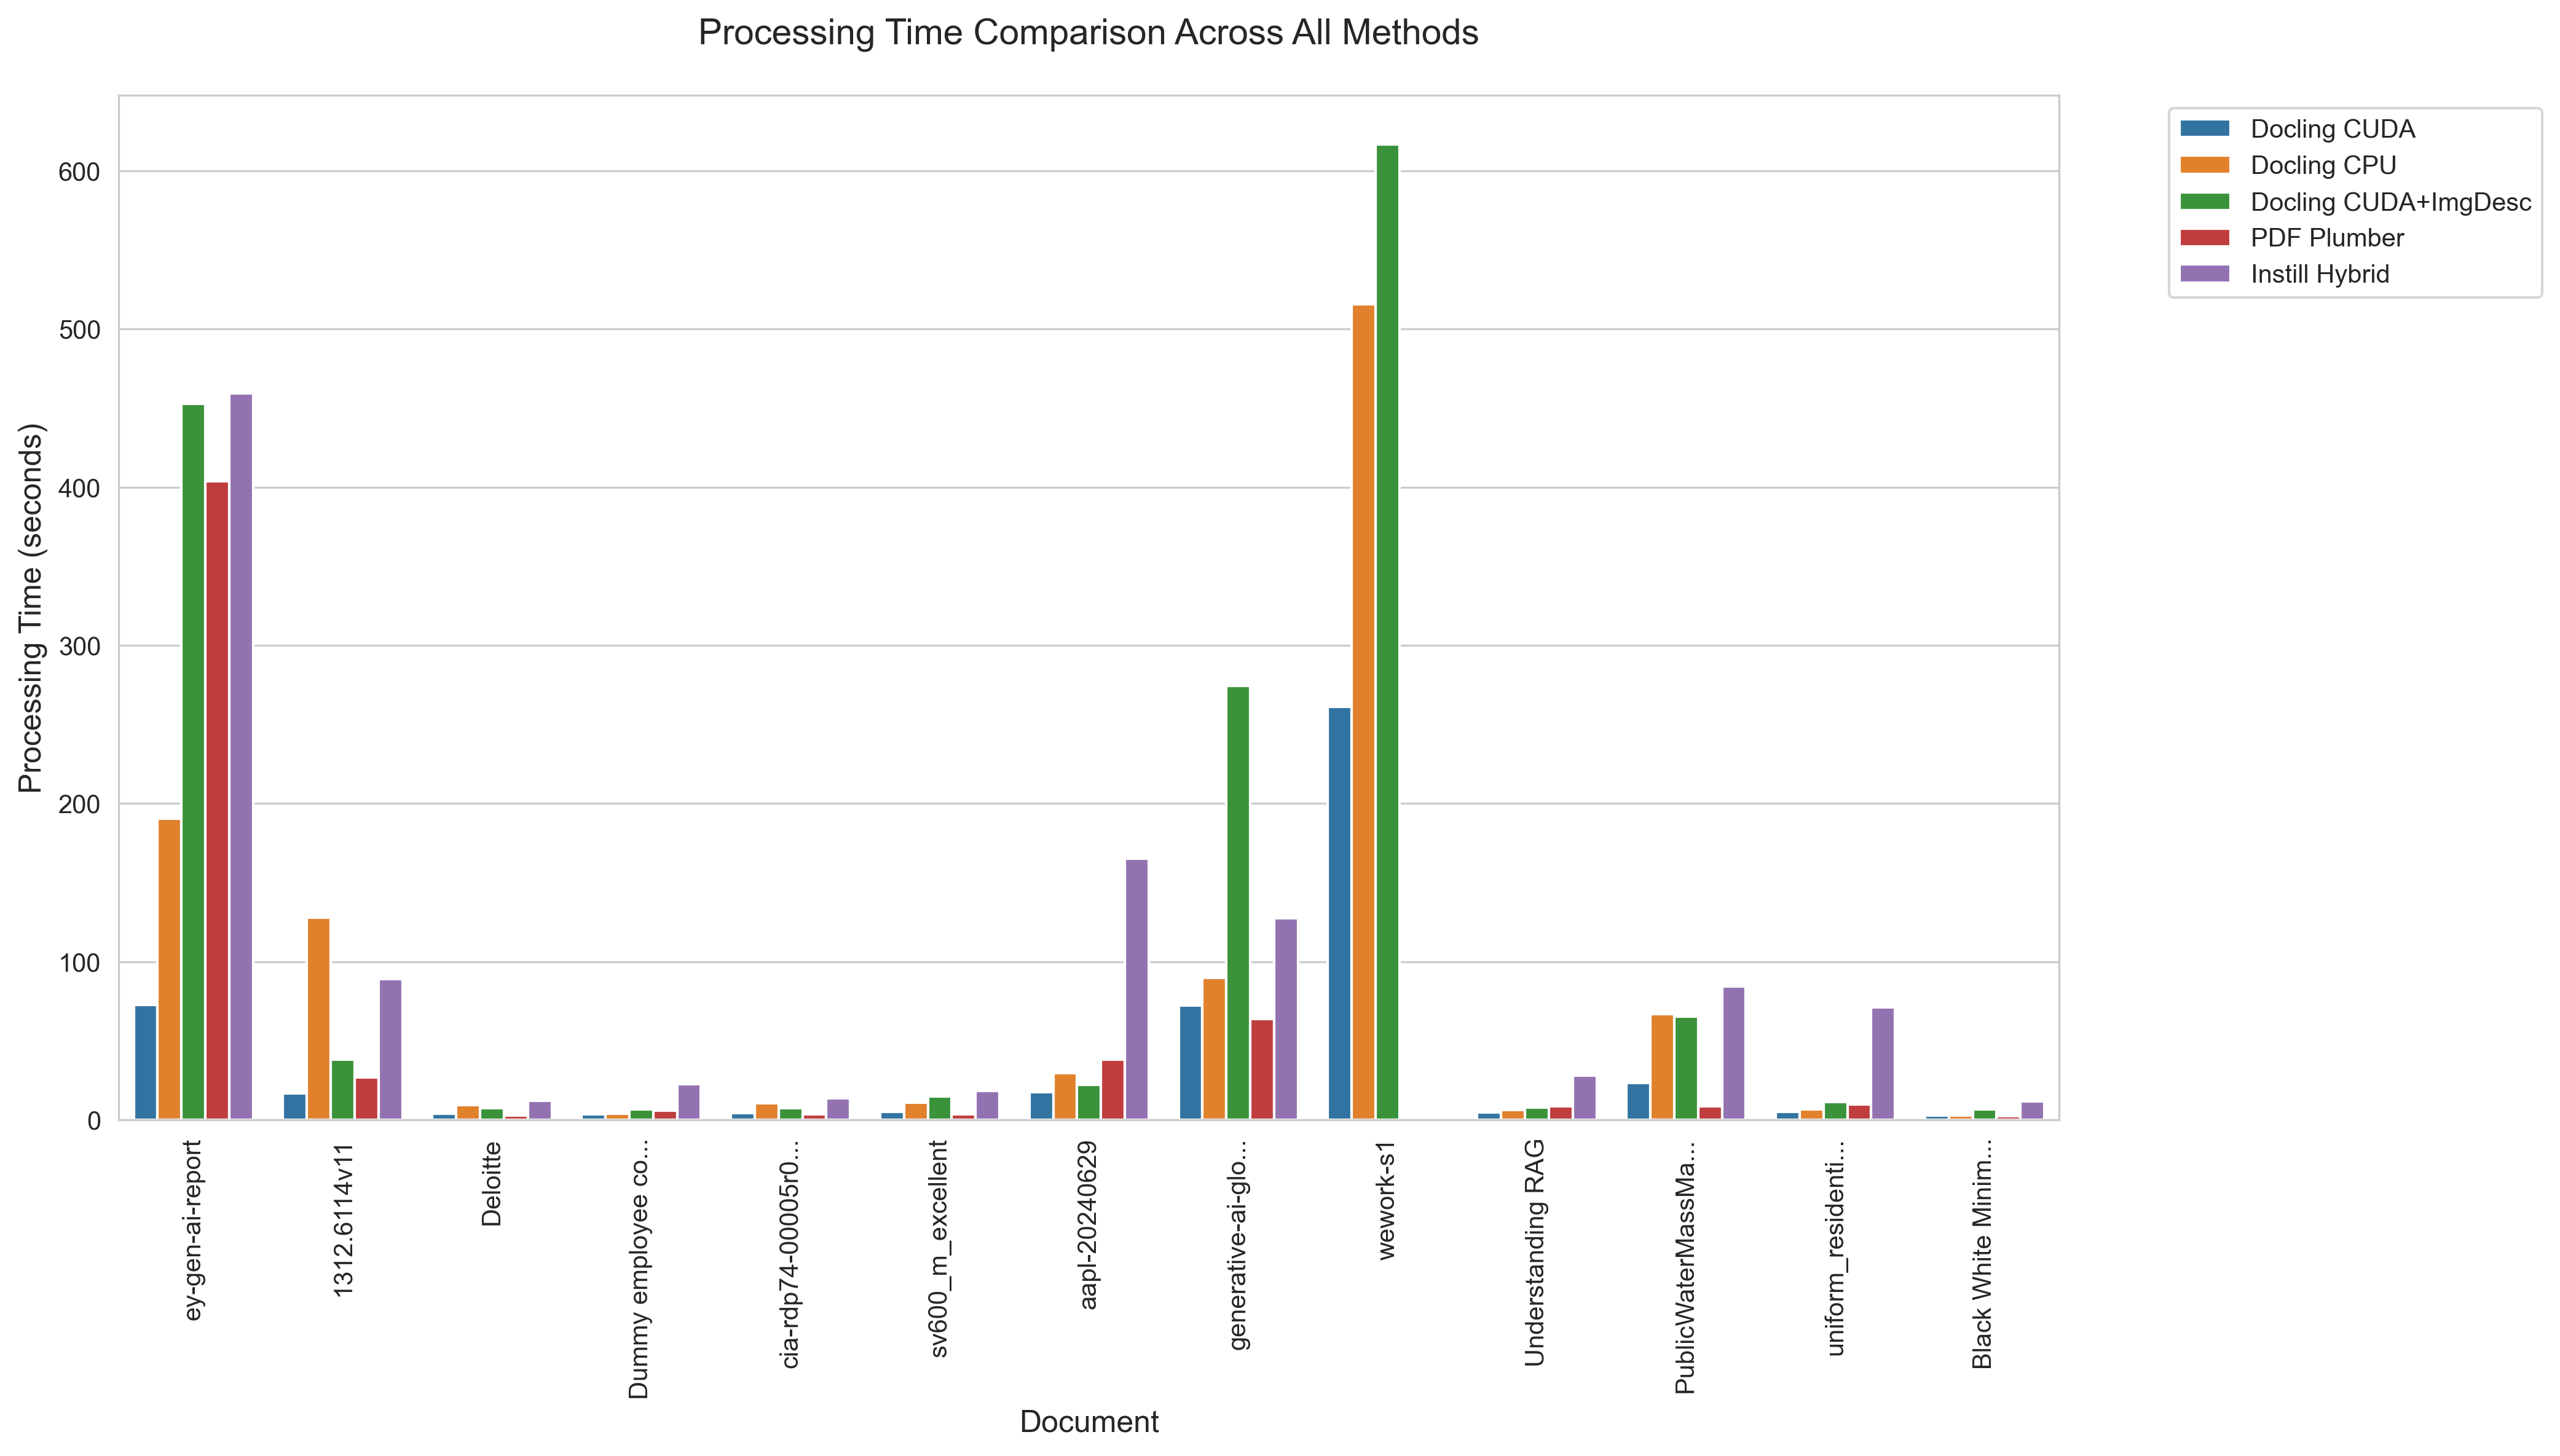 Processing Time Comparison Across All Methods
Docling CUDA
Docling CPU
Docling CUDA+ImgDesc
PDF Plumber
Instill Hybrid
Processing Time (seconds)
600
500
400
300
200
100
0
ey-gen-ai-report
1312.6114v11
Deloitte
Dummy employee co...
cia-rdp74-00005r0...
sv600_m_excellent
aapl-20240629
generative-ai-glo...
wework-s1
Understanding RAG
PublicWaterMassMa...
uniform_residenti...
Black White Minim...
Document